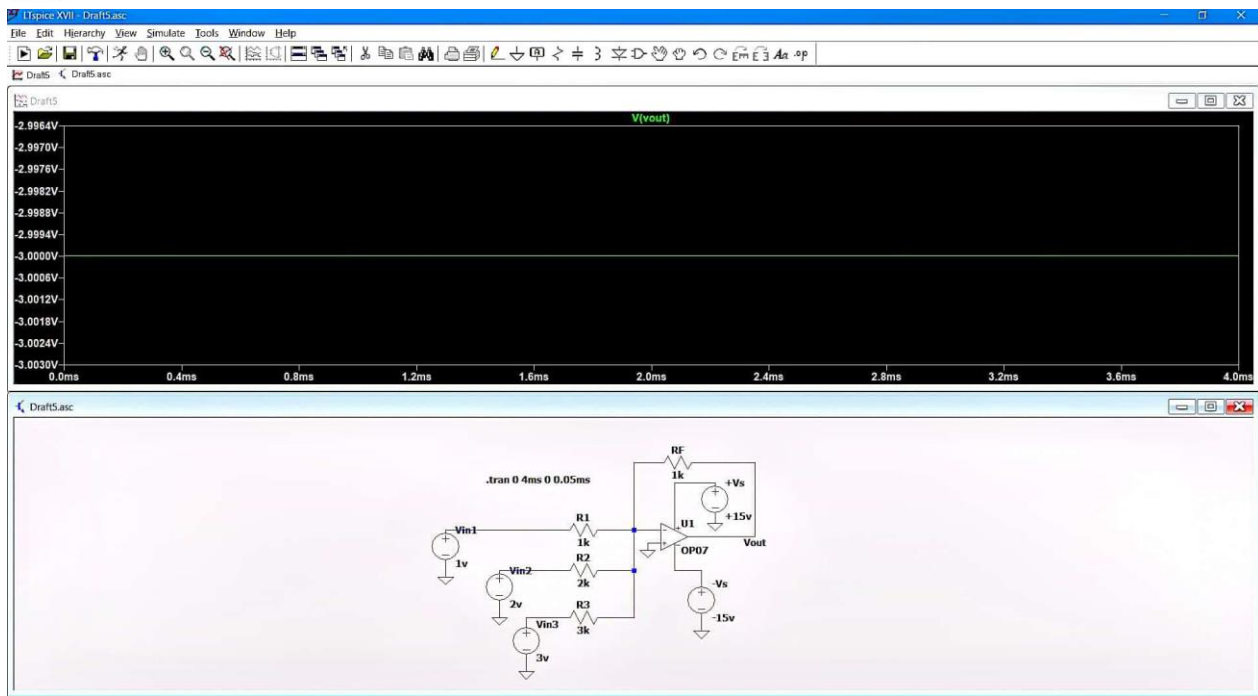 LTspice XVII - Draft5.asc
File Edit Hierarchy View Simulate Tools Window Help
Draft5 Draft5.asc
Draft5
V(vout)
-2.9964V
-2.9970V
-2.9976V
-2.9982V
-2.9988V
-2.9994V
-3.0000V
-3.0006V
-3.0012V
-3.0018V
-3.0024V
-3.0030V
0.0ms 0.4ms 0.8ms 1.2ms 1.6ms 2.0ms 2.4ms 2.8ms 3.2ms 3.6ms 4.0ms
Draft5.asc
RF
1k
.tran 0 4ms 0 0.05ms
+Vs
+15v
R1
1k
U1
OP07
Vout
Vin1
1v
R2
2k
Vin2
2v
-Vs
-15v
R3
3k
Vin3
3v